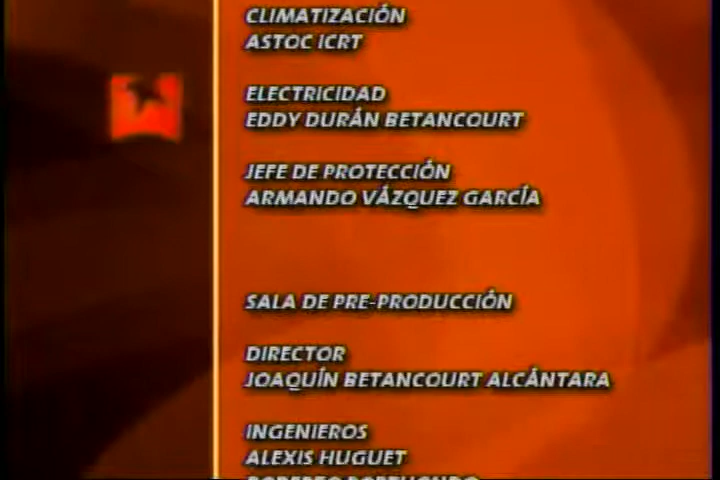 CLIMATIZACIÓN
ASTOC ICRT
ELECTRICIDAD
EDDY DURÁN BETANCOURT
JEFE DE PROTECCIÓN
ARMANDO VÁZQUEZ GARCÍA
SALA DE PRE-PRODUCCIÓN
DIRECTOR
JOAQUÍN BETANCOURT ALCÁNTARA
INGENIEROS
ALEXIS HUGUET